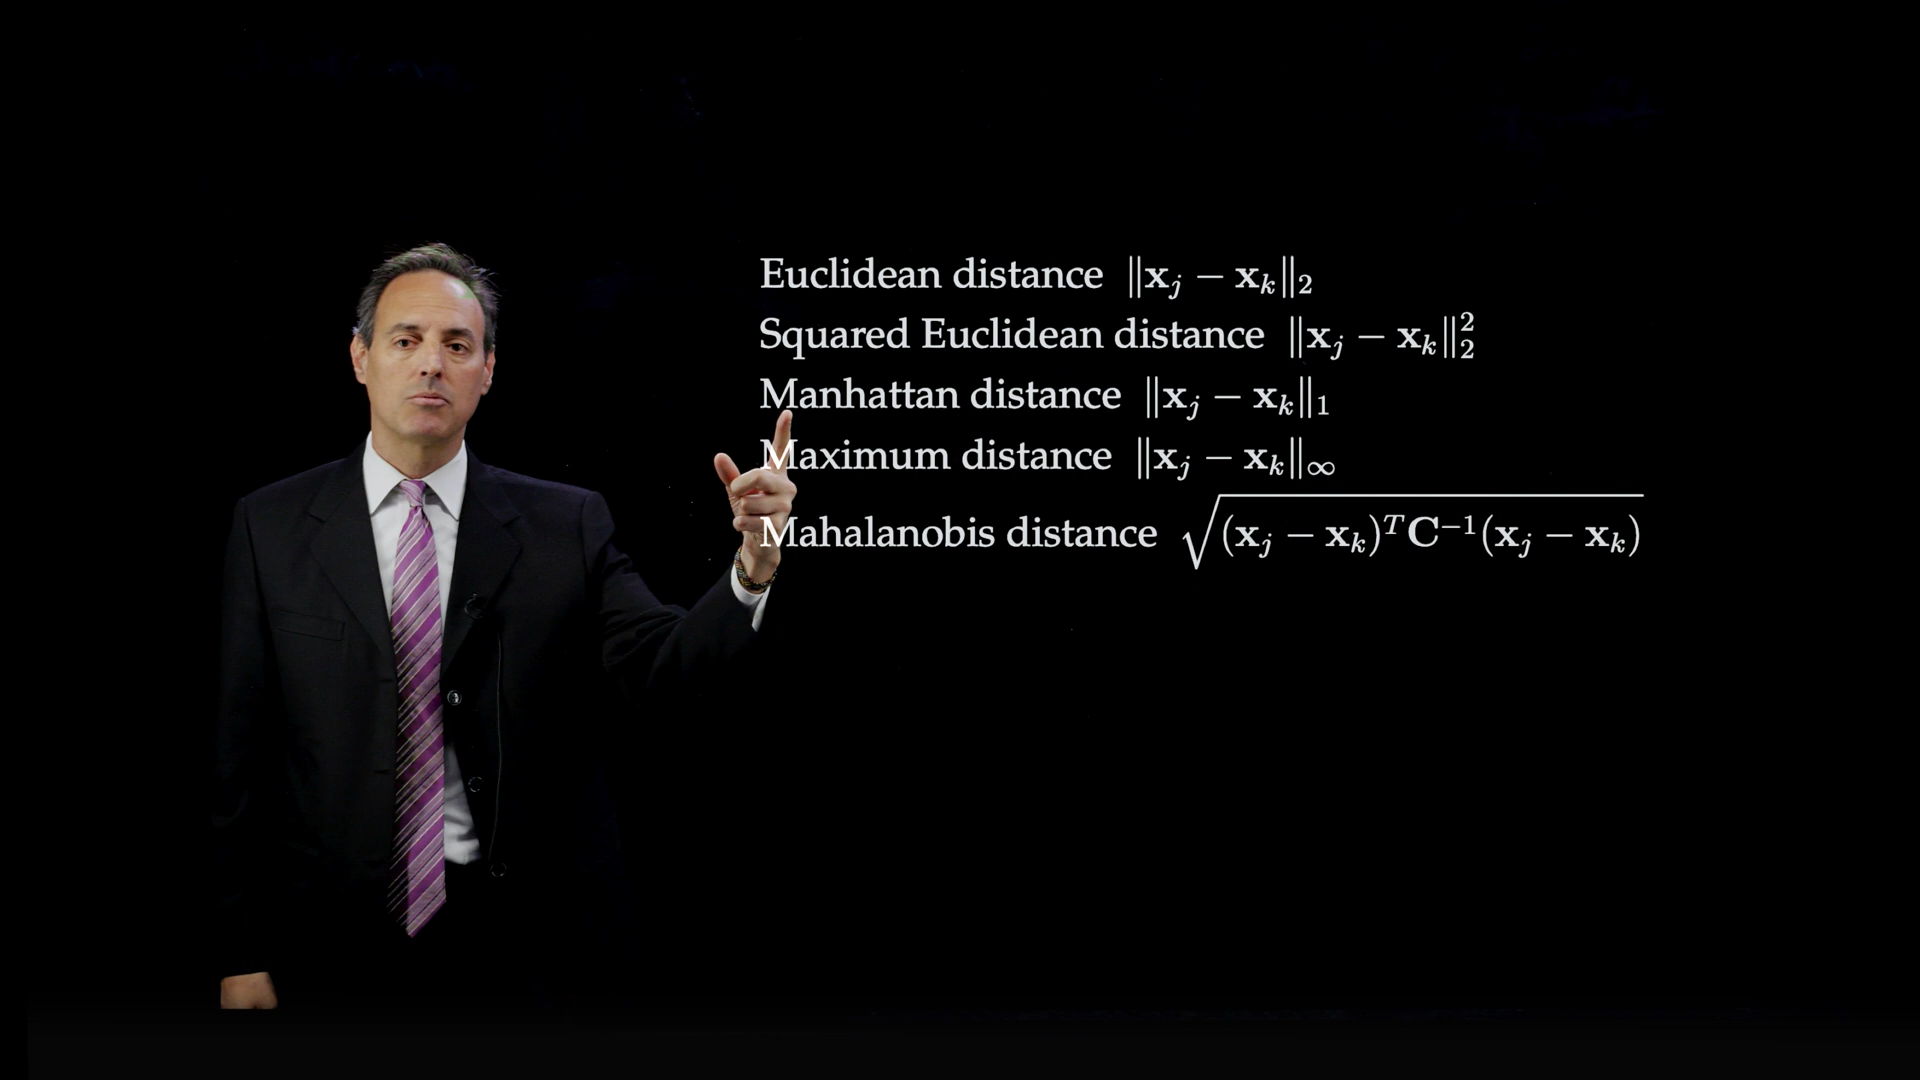 Euclidean distance ‖x_j − x_k‖_2
Squared Euclidean distance ‖x_j − x_k‖_2^2
Manhattan distance ‖x_j − x_k‖_1
Maximum distance ‖x_j − x_k‖_∞
Mahalanobis distance √((x_j − x_k)^T C^−1 (x_j − x_k))